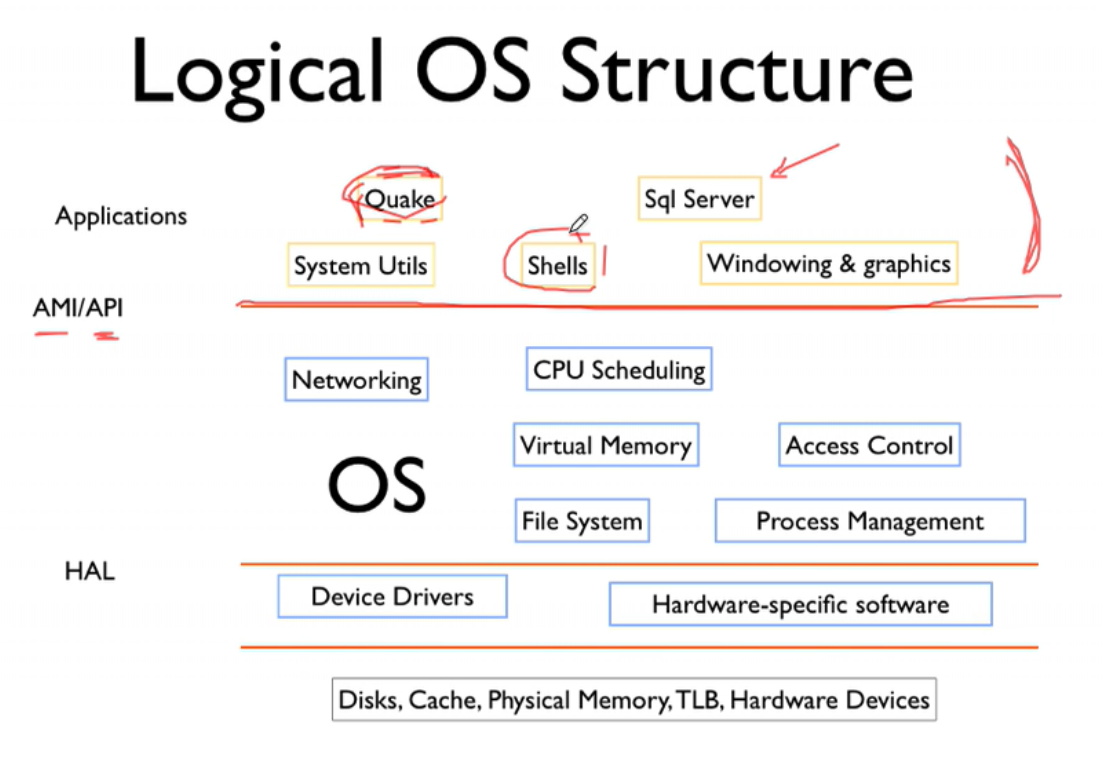 Logical OS Structure
Quake
Sql Server
Applications
System Utils
Shells
Windowing & graphics
AMI/API
Networking
CPU Scheduling
Virtual Memory
Access Control
OS
File System
Process Management
HAL
Device Drivers
Hardware-specific software
Disks, Cache, Physical Memory, TLB, Hardware Devices